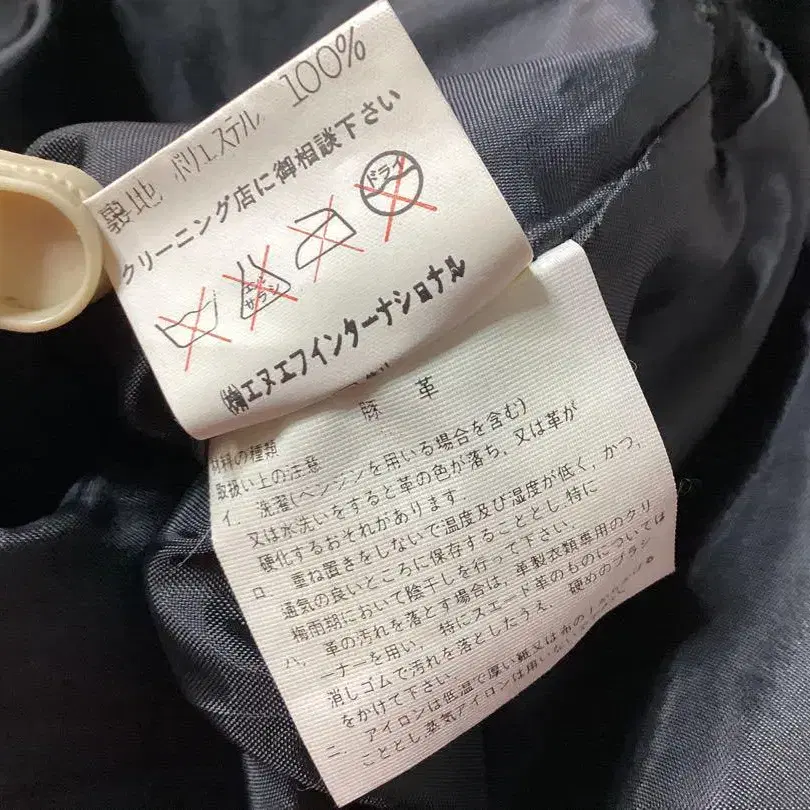 裏地 ポリエステル 100%
クリーニング店に御相談下さい
エンソ
サラシ
ドライ
㈱エヌエフインターナショナル
豚 革
材料の種類
取扱い上の注意
イ. 洗濯(ベンジンを用いる場合を含む)
又は水洗いをすると革の色が落ち, 又は革が
硬化するおそれがあります.
ロ. 重ね置きをしないで温度及び湿度が低く, かつ,
通気の良いところに保存することとし, 特に
梅雨期において陰干しを行って下さい.
ハ. 革の汚れを落とす場合は, 革製衣類専用のクリ
ーナーを用い, 特にスエード革のものについては
消しゴムで汚れを落としたうえ, 硬めのブラシ
をかけて下さい.
ニ. アイロンは低温で厚い紙又は布の上から
こととし蒸気アイロンは用いない